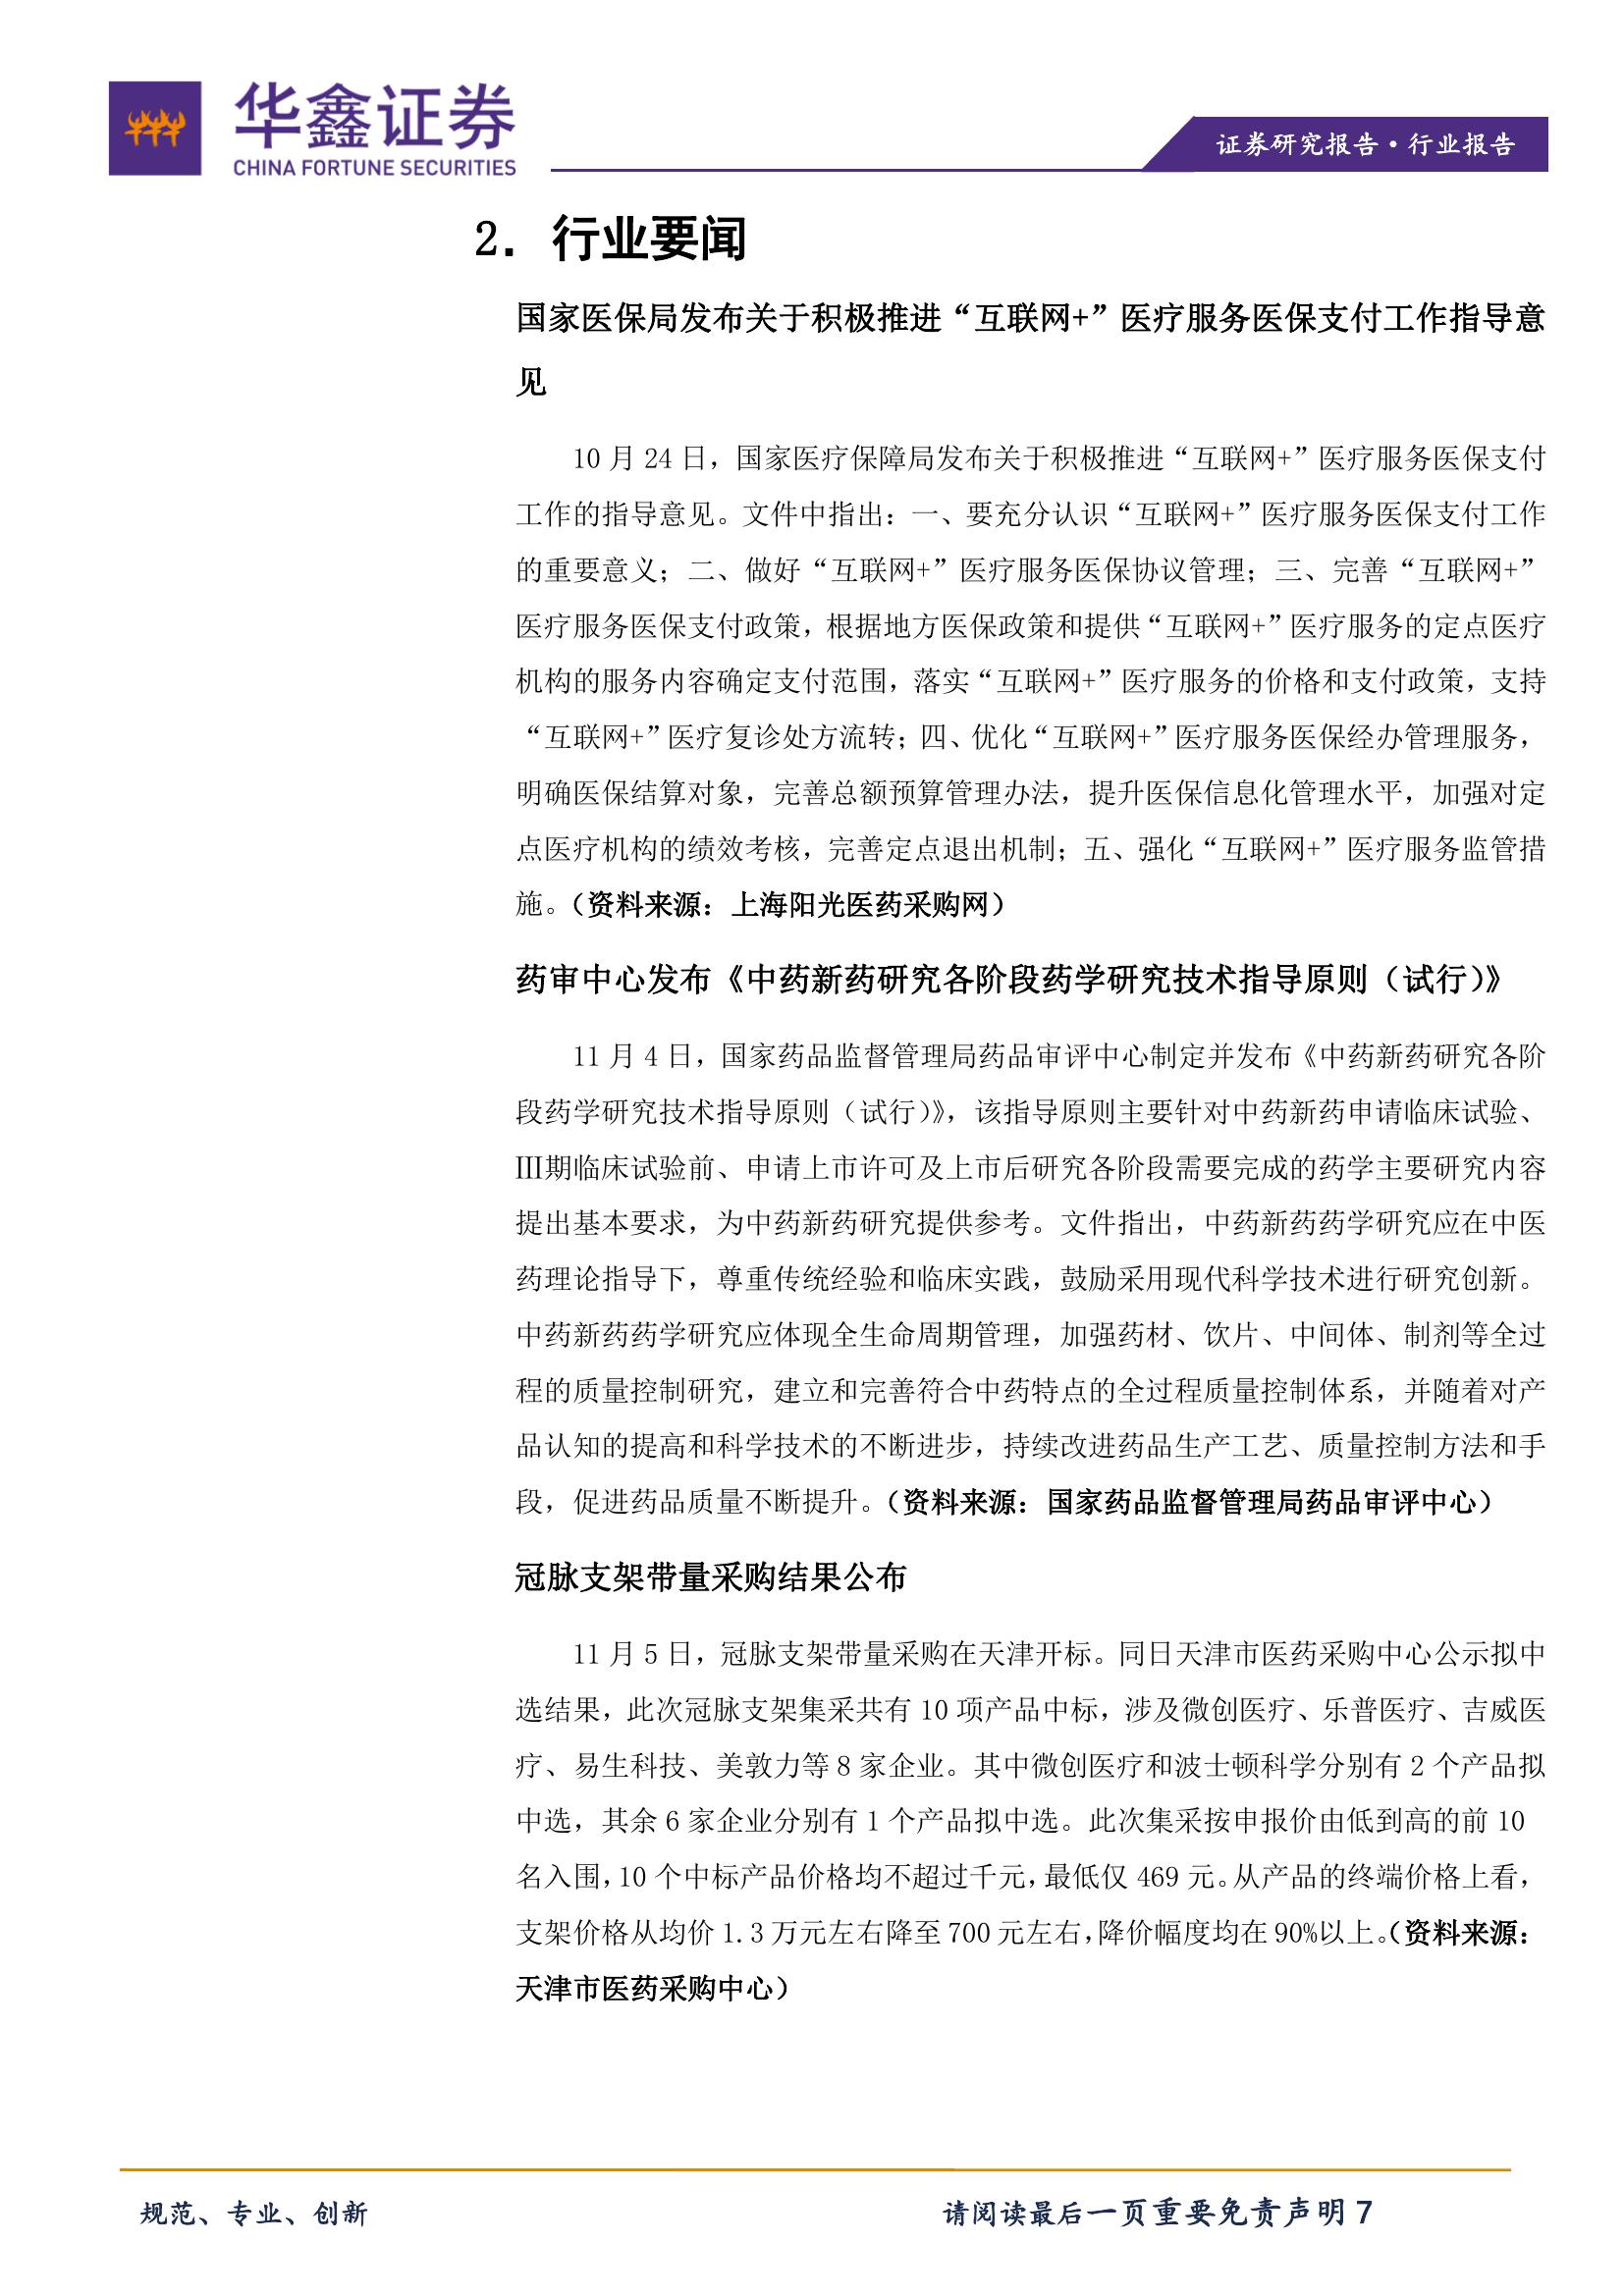 华鑫证券
CHINA FORTUNE SECURITIES
证券研究报告·行业报告
2. 行业要闻
国家医保局发布关于积极推进“互联网+”医疗服务医保支付工作指导意
见
10 月 24 日，国家医疗保障局发布关于积极推进“互联网+”医疗服务医保支付
工作的指导意见。文件中指出：一、要充分认识“互联网+”医疗服务医保支付工作
的重要意义；二、做好“互联网+”医疗服务医保协议管理；三、完善“互联网+”
医疗服务医保支付政策，根据地方医保政策和提供“互联网+”医疗服务的定点医疗
机构的服务内容确定支付范围，落实“互联网+”医疗服务的价格和支付政策，支持
“互联网+”医疗复诊处方流转；四、优化“互联网+”医疗服务医保经办管理服务，
明确医保结算对象，完善总额预算管理办法，提升医保信息化管理水平，加强对定
点医疗机构的绩效考核，完善定点退出机制；五、强化“互联网+”医疗服务监管措
施。（资料来源：上海阳光医药采购网）
药审中心发布《中药新药研究各阶段药学研究技术指导原则（试行）》
11 月 4 日，国家药品监督管理局药品审评中心制定并发布《中药新药研究各阶
段药学研究技术指导原则（试行）》，该指导原则主要针对中药新药申请临床试验、
Ⅲ期临床试验前、申请上市许可及上市后研究各阶段需要完成的药学主要研究内容
提出基本要求，为中药新药研究提供参考。文件指出，中药新药药学研究应在中医
药理论指导下，尊重传统经验和临床实践，鼓励采用现代科学技术进行研究创新。
中药新药药学研究应体现全生命周期管理，加强药材、饮片、中间体、制剂等全过
程的质量控制研究，建立和完善符合中药特点的全过程质量控制体系，并随着对产
品认知的提高和科学技术的不断进步，持续改进药品生产工艺、质量控制方法和手
段，促进药品质量不断提升。（资料来源：国家药品监督管理局药品审评中心）
冠脉支架带量采购结果公布
11 月 5 日，冠脉支架带量采购在天津开标。同日天津市医药采购中心公示拟中
选结果，此次冠脉支架集采共有 10 项产品中标，涉及微创医疗、乐普医疗、吉威医
疗、易生科技、美敦力等 8 家企业。其中微创医疗和波士顿科学分别有 2 个产品拟
中选，其余 6 家企业分别有 1 个产品拟中选。此次集采按申报价由低到高的前 10
名入围，10 个中标产品价格均不超过千元，最低仅 469 元。从产品的终端价格上看，
支架价格从均价 1.3 万元左右降至 700 元左右，降价幅度均在 90%以上。（资料来源：
天津市医药采购中心）
规范、专业、创新
请阅读最后一页重要免责声明 7